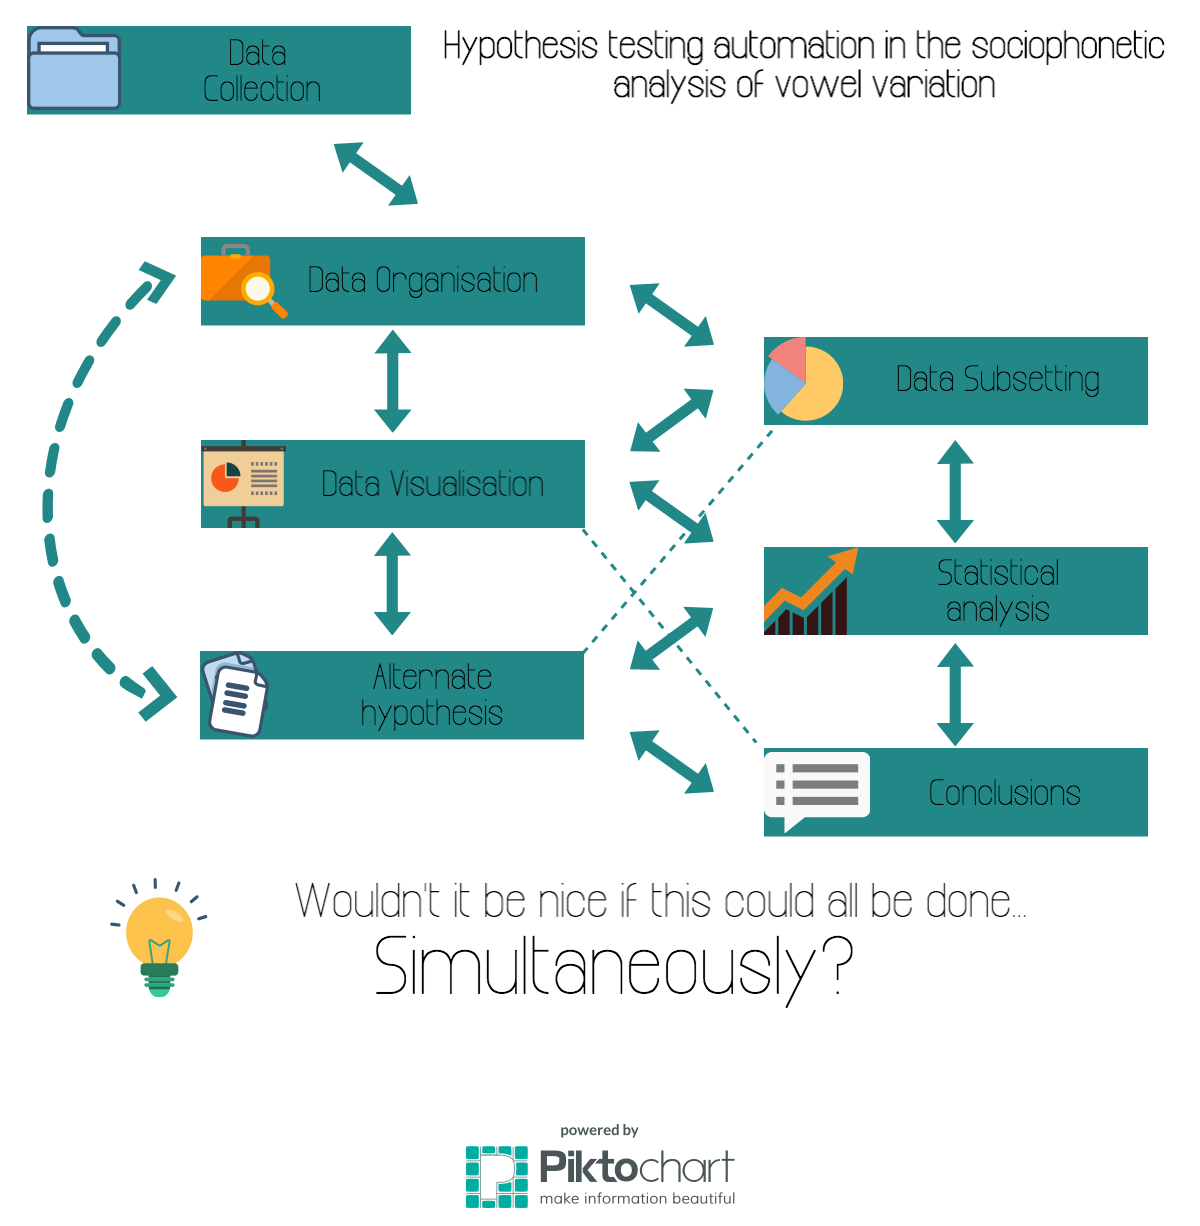 Data
Collection
Hypothesis testing automation in the sociophonetic
analysis of vowel variation
Data Organisation
Data Subsetting
Data Visualisation
Statistical
analysis
Alternate
hypothesis
Conclusions
Wouldn't it be nice if this could all be done...
Simultaneously?
powered by
Piktochart
make information beautiful